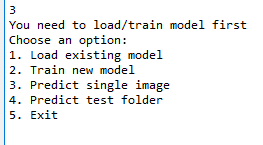 3
You need to load/train model first
Choose an option:
1. Load existing model
2. Train new model
3. Predict single image
4. Predict test folder
5. Exit